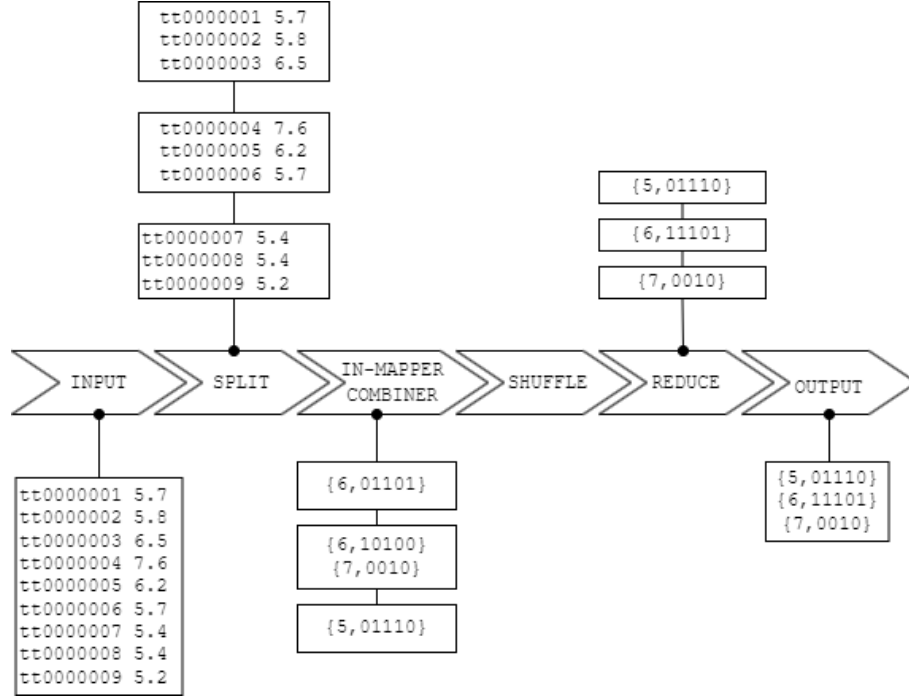 tt0000001 5.7
tt0000002 5.8
tt0000003 6.5
tt0000004 7.6
tt0000005 6.2
tt0000006 5.7
tt0000007 5.4
tt0000008 5.4
tt0000009 5.2
{5,01110}
{6,11101}
{7,0010}
INPUT
SPLIT
IN-MAPPER
COMBINER
SHUFFLE
REDUCE
OUTPUT
tt0000001 5.7
tt0000002 5.8
tt0000003 6.5
tt0000004 7.6
tt0000005 6.2
tt0000006 5.7
tt0000007 5.4
tt0000008 5.4
tt0000009 5.2
{6,01101}
{6,10100}
{7,0010}
{5,01110}
{5,01110}
{6,11101}
{7,0010}